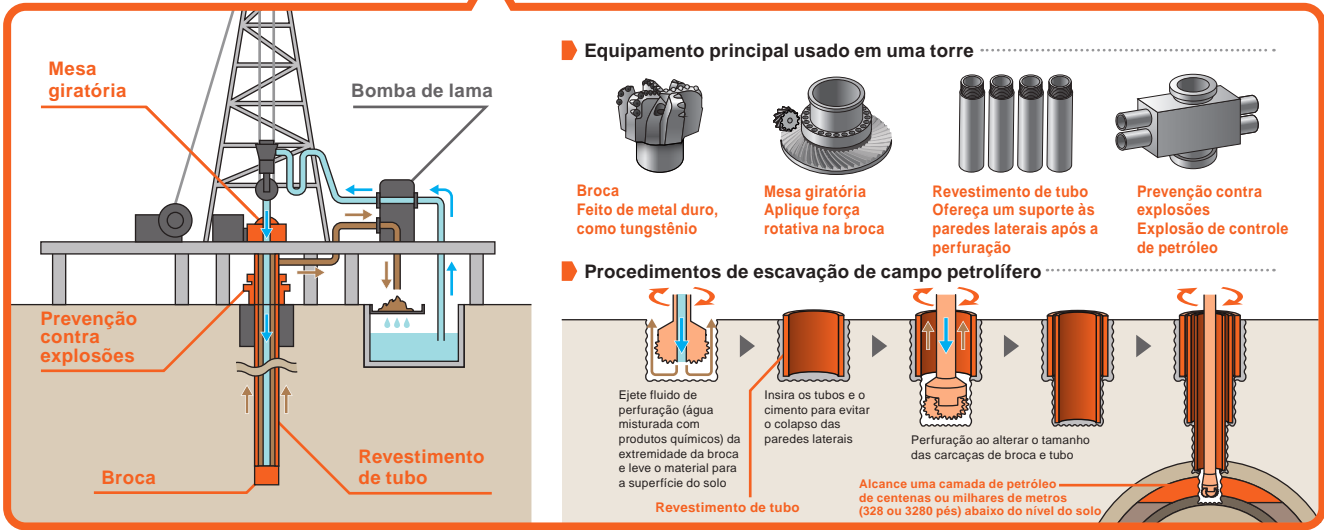 Mesa
giratória
Bomba de lama
Prevenção
contra
explosões
Broca
Revestimento
de tubo
Equipamento principal usado em uma torre
Broca
Feito de metal duro,
como tungstênio
Mesa giratória
Aplique força
rotativa na broca
Revestimento de tubo
Ofereça um suporte às
paredes laterais após a
perfuração
Prevenção contra
explosões
Explosão de controle
de petróleo
Procedimentos de escavação de campo petrolífero
Ejete fluido de
perfuração (água
misturada com
produtos químicos) da
extremidade da broca
e leve o material para
a superfície do solo
Insira os tubos e o
cimento para evitar
o colapso das
paredes laterais
Revestimento de tubo
Perfuração ao alterar o tamanho
das carcaças de broca e tubo
Alcance uma camada de petróleo
de centenas ou milhares de metros
(328 ou 3280 pés) abaixo do nível do solo